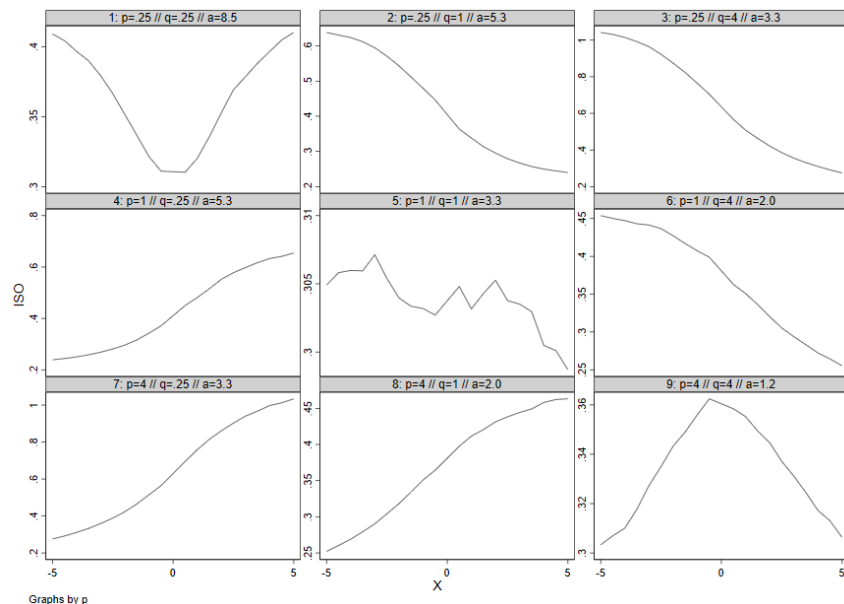 1: p=.25 // q=.25 // a=8.5
2: p=.25 // q=1 // a=5.3
3: p=.25 // q=4 // a=3.3
.4
.35
.3
.6
.5
.4
.3
.2
1
.8
.6
.4
.2
4: p=1 // q=.25 // a=5.3
5: p=1 // q=1 // a=3.3
6: p=1 // q=4 // a=2.0
ISO
.8
.6
.4
.2
.31
.305
.3
.45
.4
.35
.3
.25
7: p=4 // q=.25 // a=3.3
8: p=4 // q=1 // a=2.0
9: p=4 // q=4 // a=1.2
1
.8
.6
.4
.2
.45
.4
.35
.3
.25
.36
.34
.32
.3
-5 0 5
-5 0 5
-5 0 5
X
Graphs by p